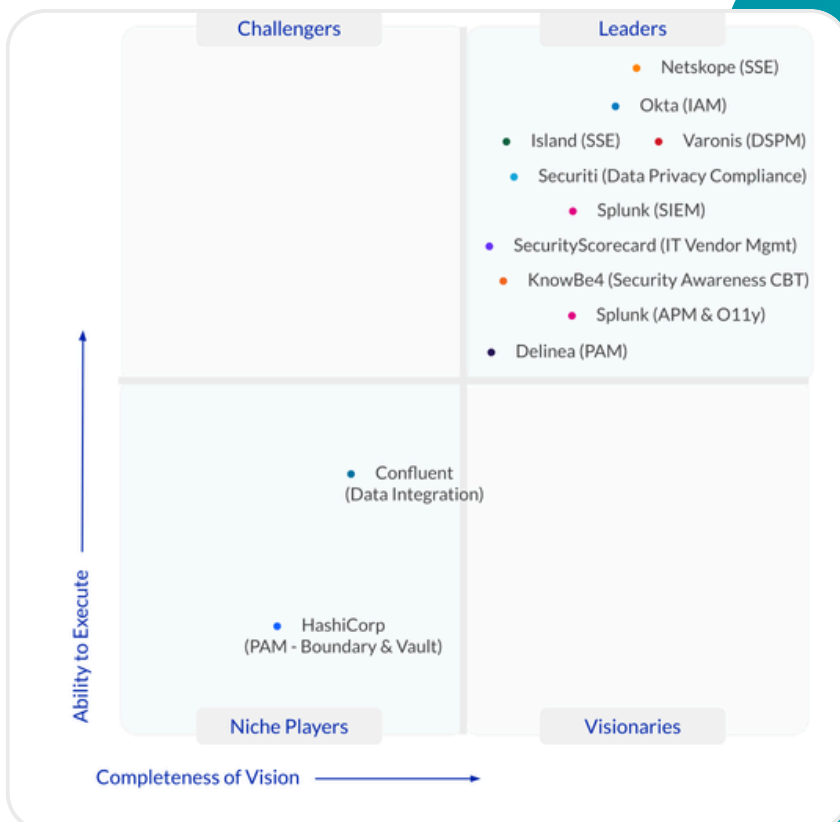 Challengers
Leaders
Netskope (SSE)
Okta (IAM)
Island (SSE)
Varonis (DSPM)
Securiti (Data Privacy Compliance)
Splunk (SIEM)
SecurityScorecard (IT Vendor Mgmt)
KnowBe4 (Security Awareness CBT)
Splunk (APM & O11y)
Delinea (PAM)
Confluent
(Data Integration)
HashiCorp
(PAM - Boundary & Vault)
Ability to Execute
Niche Players
Visionaries
Completeness of Vision